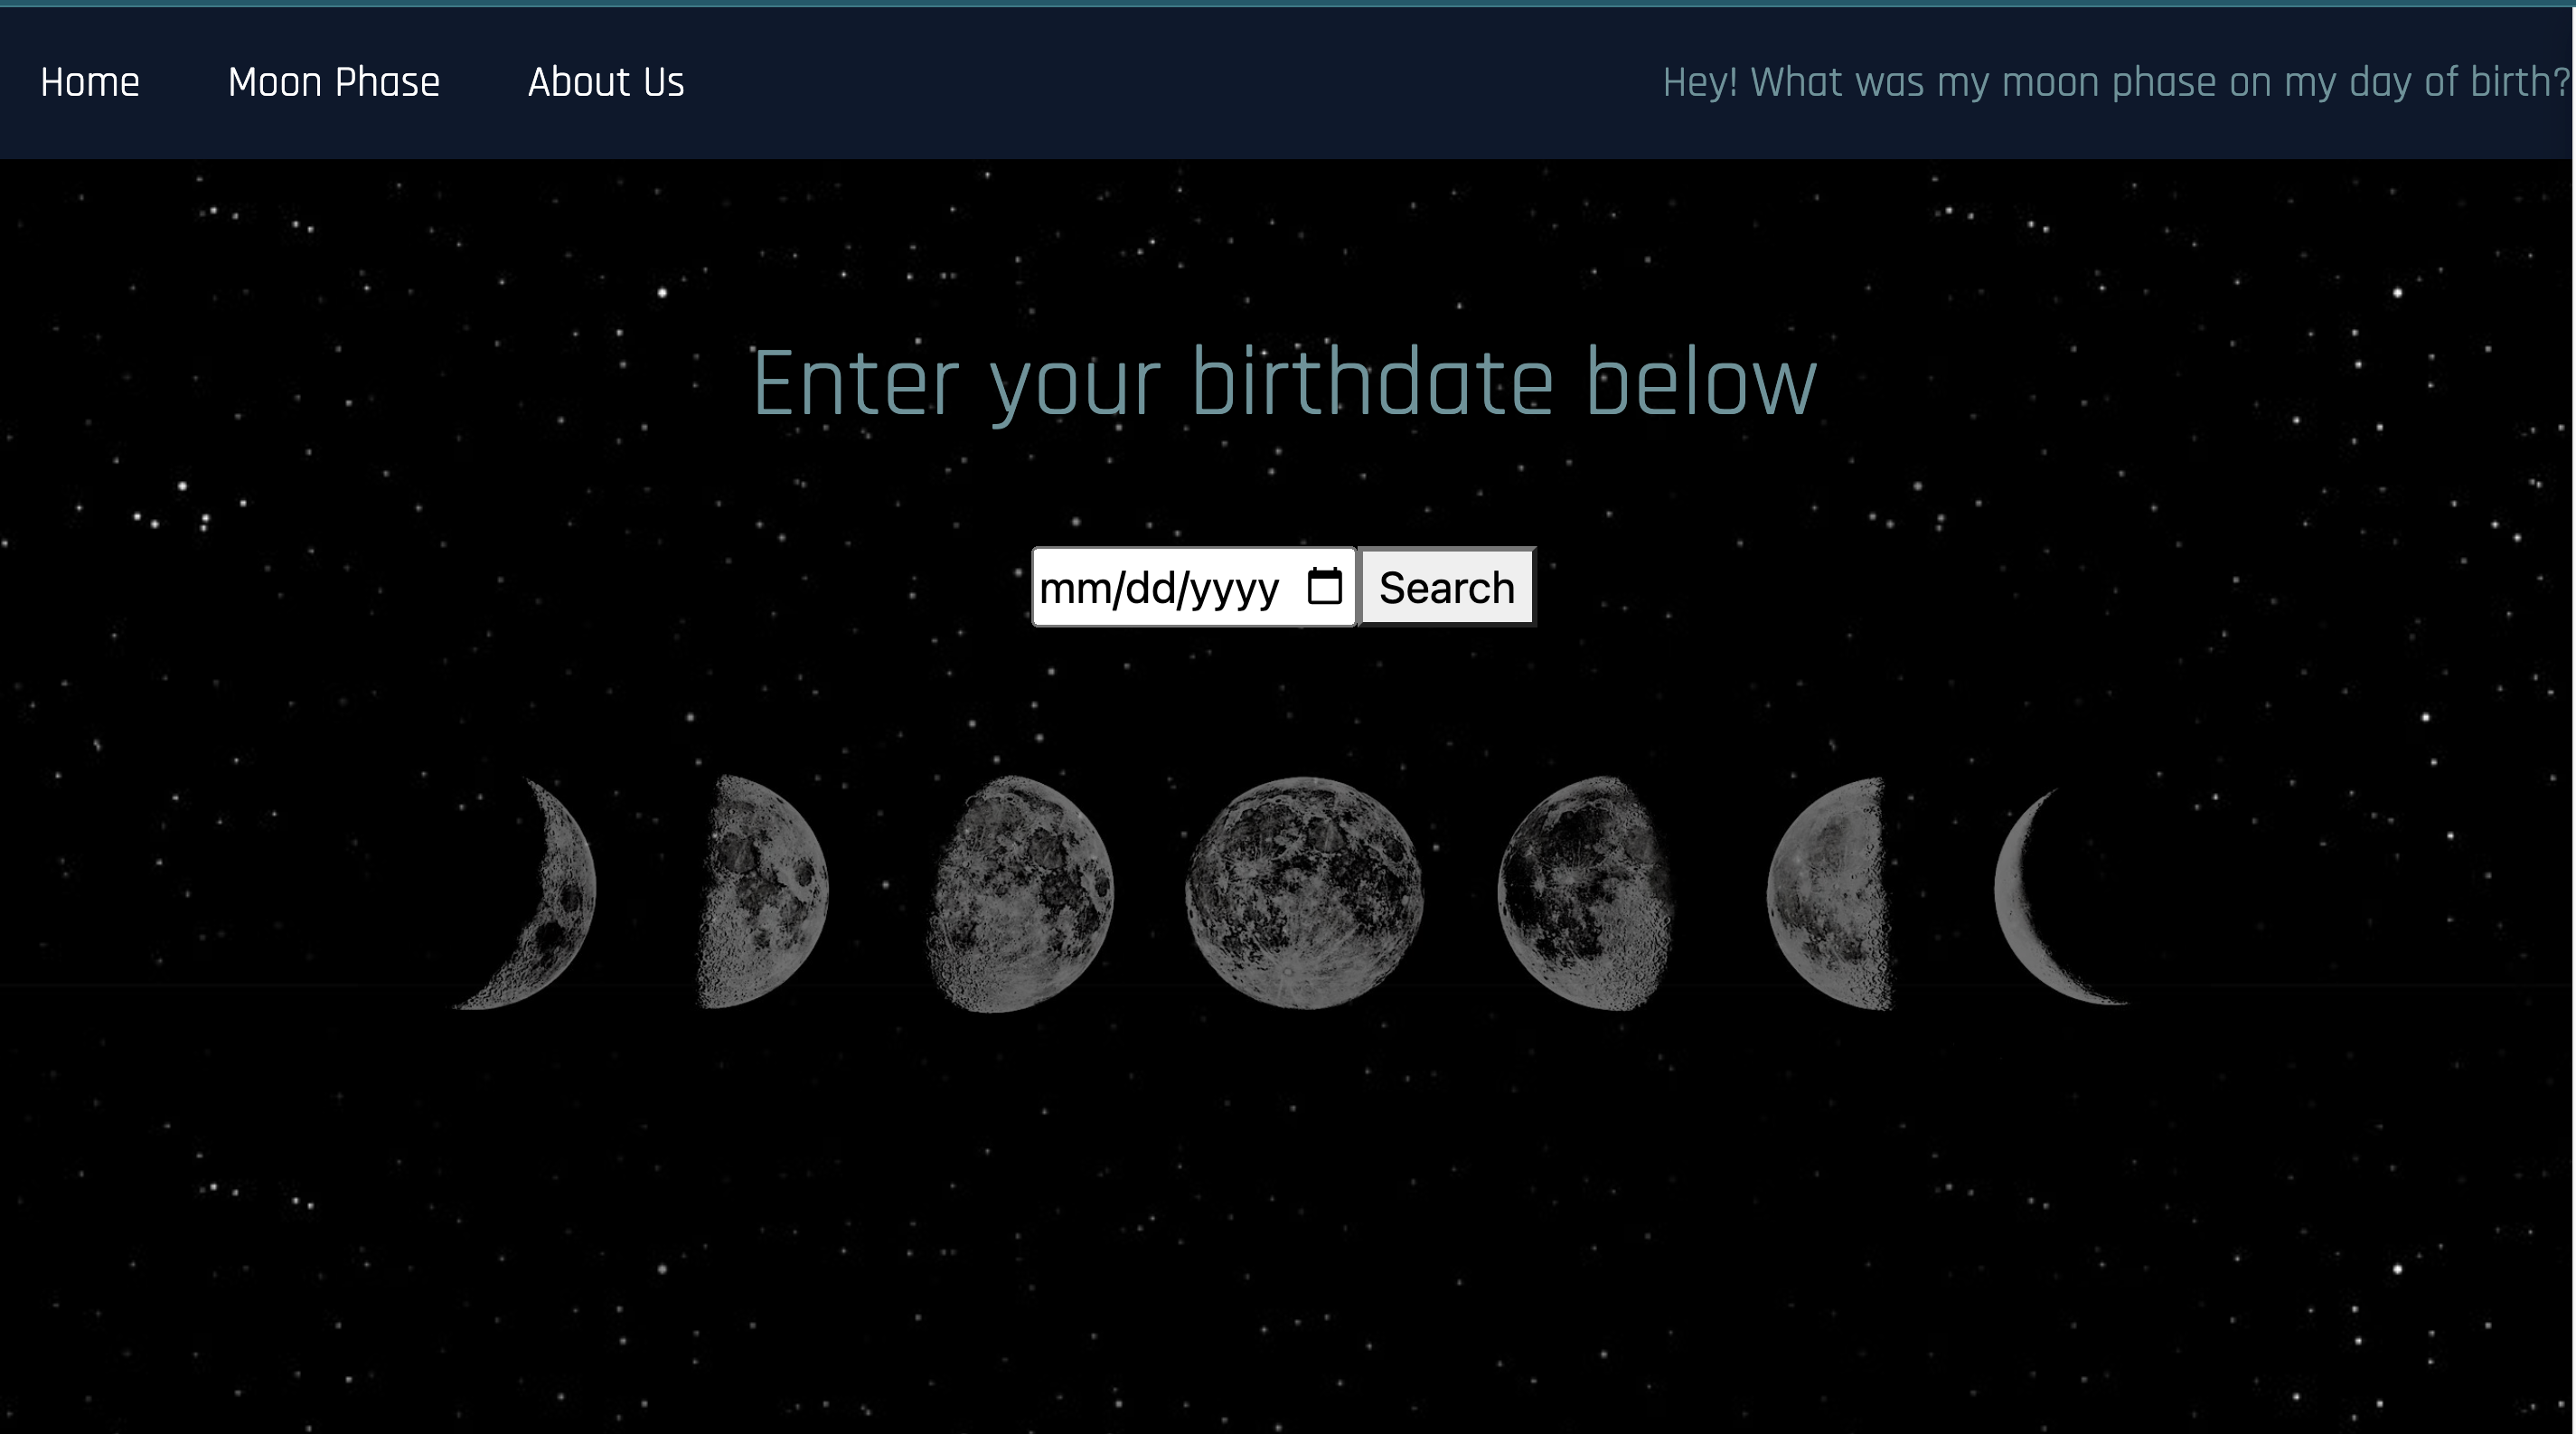 Home Moon Phase About Us Hey! What was my moon phase on my day of birth?
Enter your birthdate below
mm/dd/yyyy Search